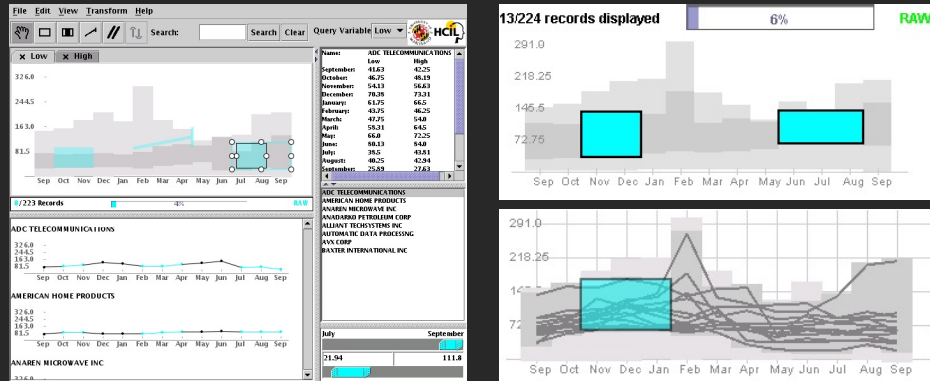 File Edit View Transform Help
Search: Search Clear Query Variable Low HCIL
Low High
326.0
244.5
163.0
81.5
Sep Oct Nov Dec Jan Feb Mar Apr May Jun Jul Aug Sep
8/223 Records 4% RAW
ADC TELECOMMUNICATIONS
326.0
244.5
163.0
81.5
Sep Oct Nov Dec Jan Feb Mar Apr May Jun Jul Aug Sep
AMERICAN HOME PRODUCTS
326.0
244.5
163.0
81.5
Sep Oct Nov Dec Jan Feb Mar Apr May Jun Jul Aug Sep
ANAREN MICROWAVE INC
326.0
Name: ADC TELECOMMUNICATIONS
Low High
September: 41.63 42.25
October: 46.75 48.19
November: 54.13 56.63
December: 70.38 73.31
January: 61.75 66.5
February: 43.75 46.25
March: 47.75 54.0
April: 58.31 64.5
May: 66.0 72.25
June: 80.13 84.0
July: 39.5 43.81
August: 40.25 42.94
September: 25.89 27.63
ADC TELECOMMUNICATIONS
AMERICAN HOME PRODUCTS
ANAREN MICROWAVE INC
ANADARKO PETROLEUM CORP
ALLIANT TECHSYSTEMS INC
AUTOMATIC DATA PROCESSNG
AVX CORP
BAXTER INTERNATIONAL INC
July September
21.94 111.8
13/224 records displayed 6% RAW
291.0
218.25
145.5
72.75
Sep Oct Nov Dec Jan Feb Mar Apr May Jun Jul Aug Sep
291.0
218.25
72
Sep Oct Nov Dec Jan Feb Mar Apr May Jun Jul Aug Sep